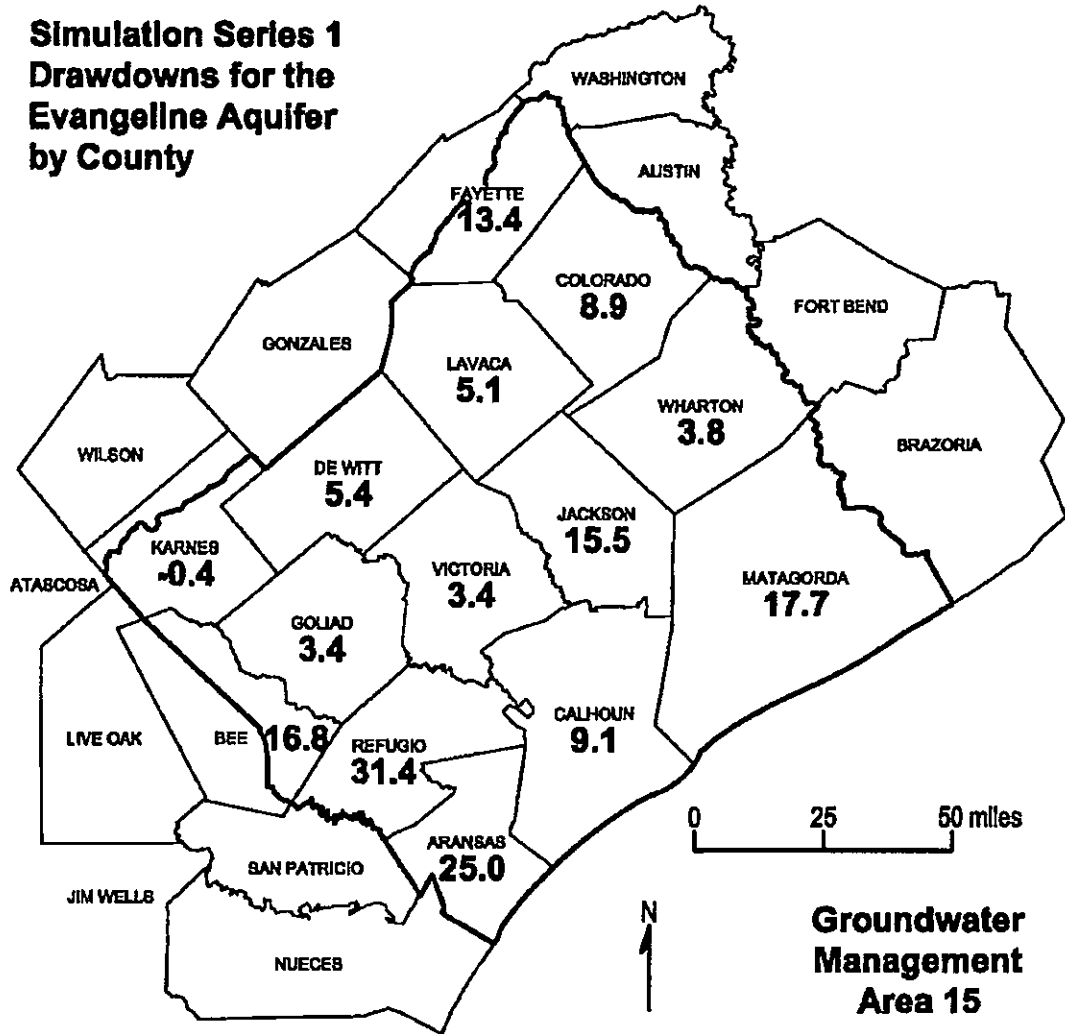 Simulation Series 1
Drawdowns for the
Evangeline Aquifer
by County
WASHINGTON
AUSTIN
FAYETTE
13.4
COLORADO
8.9
FORT BEND
GONZALES
LAVACA
5.1
WHARTON
3.8
BRAZORIA
WILSON
DE WITT
5.4
JACKSON
15.5
KARNES
-0.4
ATASCOSA
VICTORIA
3.4
MATAGORDA
17.7
GOLIAD
3.4
CALHOUN
9.1
LIVE OAK
BEE
16.8
REFUGIO
31.4
0 25 50 miles
ARANSAS
25.0
SAN PATRICIO
JIM WELLS
NUECES
N
Groundwater
Management
Area 15